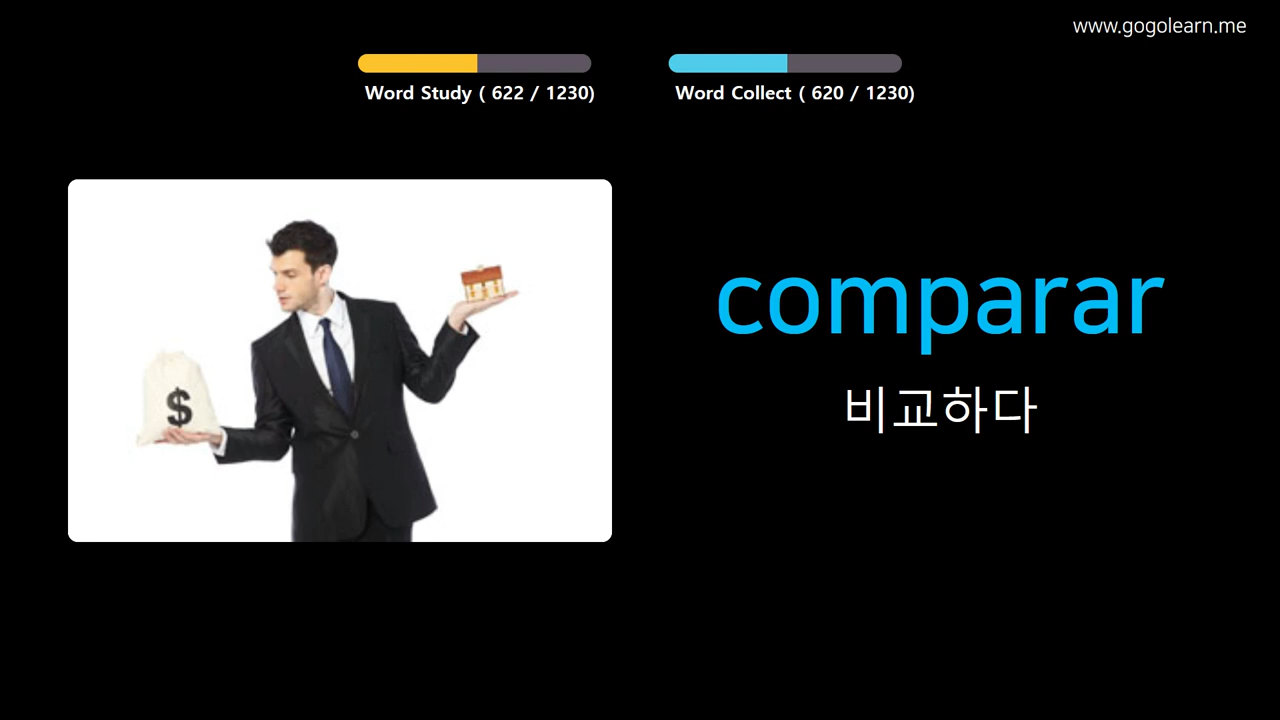 www.gogolearn.me
Word Study ( 622 / 1230)
Word Collect ( 620 / 1230)
$
comparar
비교하다